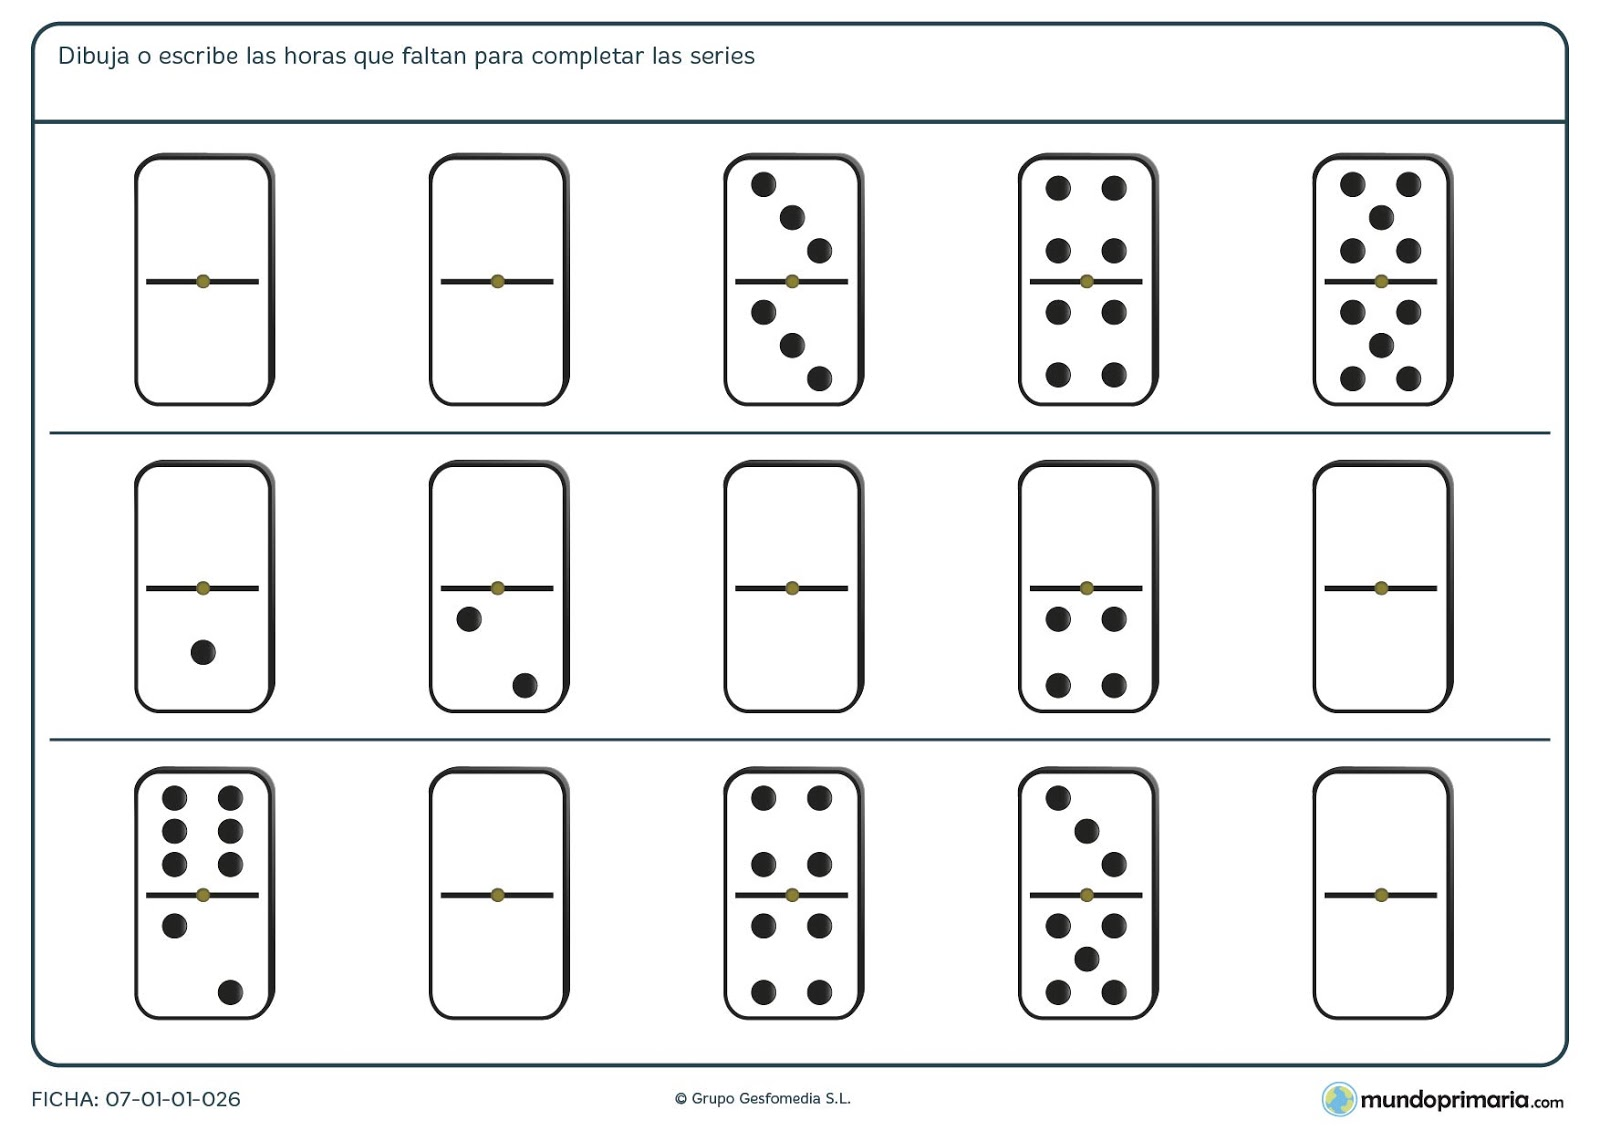 Dibuja o escribe las horas que faltan para completar las series
FICHA: 07-01-01-026
© Grupo Gesfomedia S.L.
mundoprimaria.com